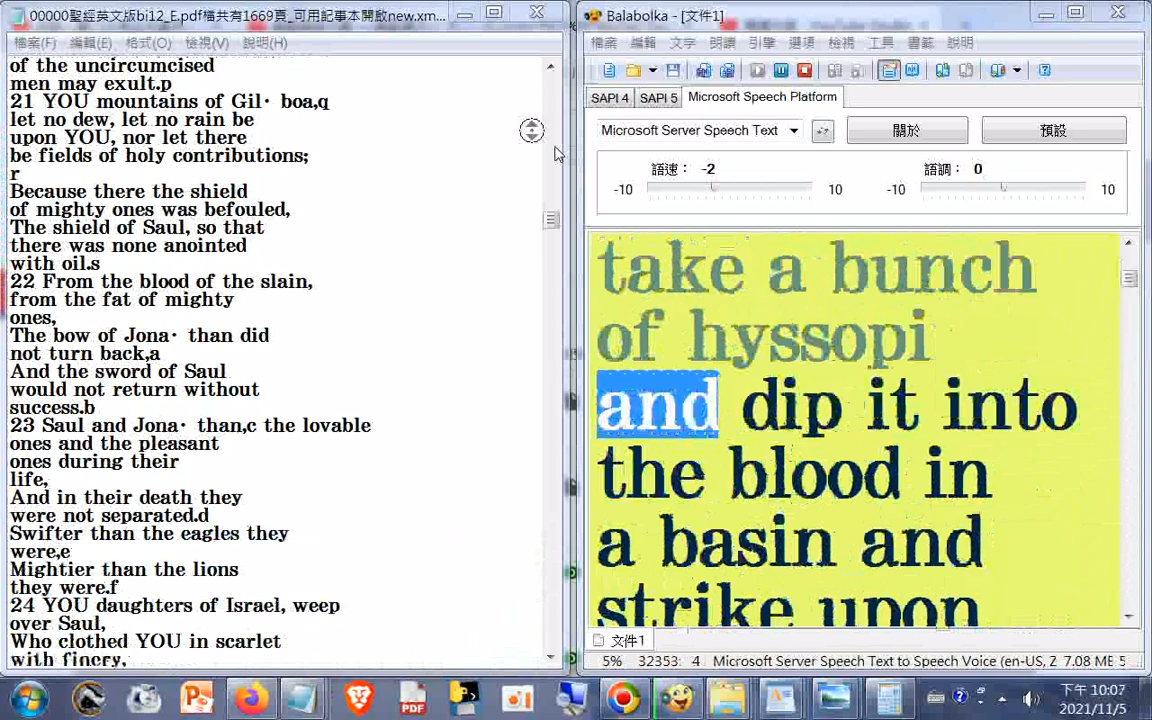 00000聖經英文版bi12_E.pdf檔共有1669頁_可用記事本開啟new.xm...
檔案(F) 編輯(E) 格式(O) 檢視(V) 說明(H)
of the uncircumcised
men may exult.p
21 YOU mountains of Gil· boa,q
let no dew, let no rain be
upon YOU, nor let there
be fields of holy contributions;
r
Because there the shield
of mighty ones was befouled,
The shield of Saul, so that
there was none anointed
with oil.s
22 From the blood of the slain,
from the fat of mighty
ones,
The bow of Jona· than did
not turn back,a
And the sword of Saul
would not return without
success.b
23 Saul and Jona· than,c the lovable
ones and the pleasant
ones during their
life,
And in their death they
were not separated.d
Swifter than the eagles they
were,e
Mightier than the lions
they were.f
24 YOU daughters of Israel, weep
over Saul,
Who clothed YOU in scarlet
with finery,
Balabolka - [文件1]
檔案 編輯 文字 朗讀 引擎 選項 檢視 工具 書籤 說明
SAPI 4 SAPI 5 Microsoft Speech Platform
Microsoft Server Speech Text 關於 預設
語速： -2 語調： 0
-10 10 -10 10
take a bunch
of hyssopi
and dip it into
the blood in
a basin and
strike upon
文件1
5% 32353: 4 Microsoft Server Speech Text to Speech Voice (en-US, Z 7.08 MB 5
下午 10:07
2021/11/5